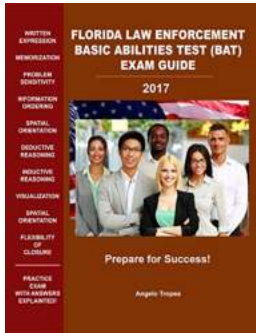 WRITTEN
EXPRESSION
MEMORIZATION
PROBLEM
SENSITIVITY
INFORMATION
ORDERING
SPATIAL
ORIENTATION
DEDUCTIVE
REASONING
INDUCTIVE
REASONING
VISUALIZATION
SPATIAL
ORIENTATION
FLEXIBILITY
OF
CLOSURE
PRACTICE
EXAM
WITH ANSWERS
EXPLAINTED!
FLORIDA LAW ENFORCEMENT
BASIC ABILITIES TEST (BAT)
EXAM GUIDE
2017
Prepare for Success!
Angelo Tropea